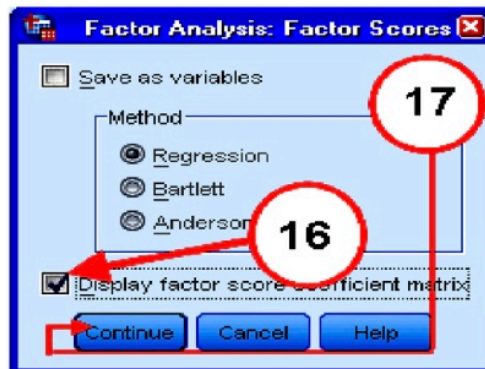 Factor Analysis: Factor Scores
Save as variables
17
Method
Regression
Bartlett
Anderson
16
Display factor score coefficient matrix
Continue Cancel Help